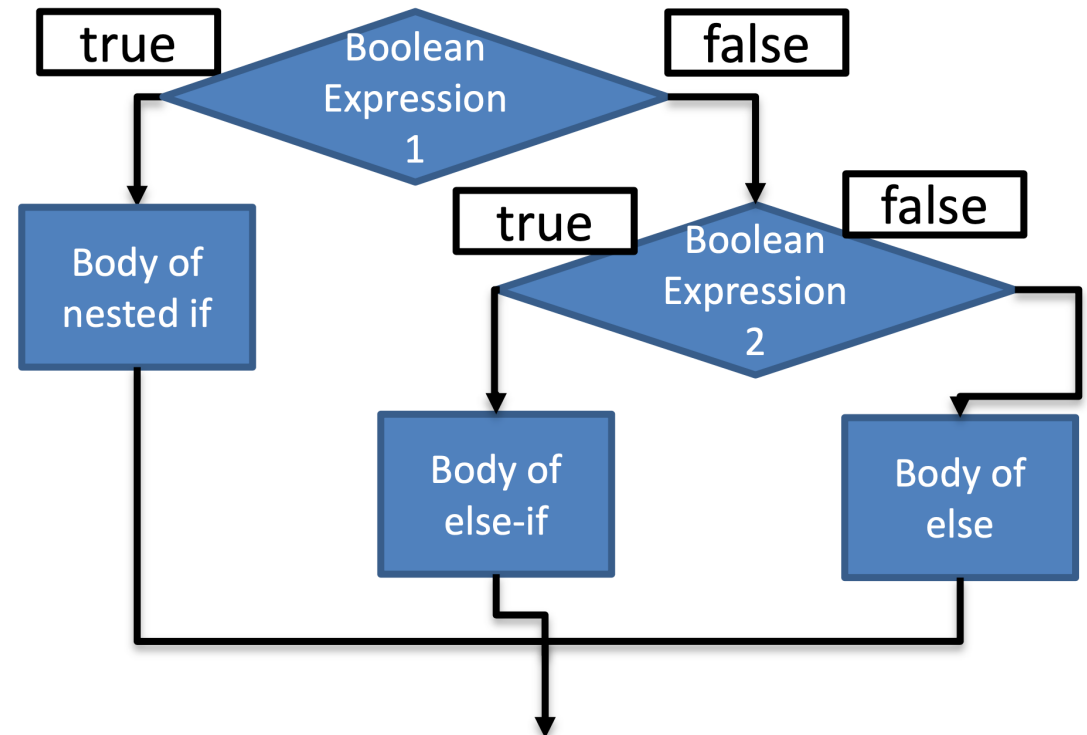 true
Boolean
Expression
1
false
Body of
nested if
true
Boolean
Expression
2
false
Body of
else-if
Body of
else